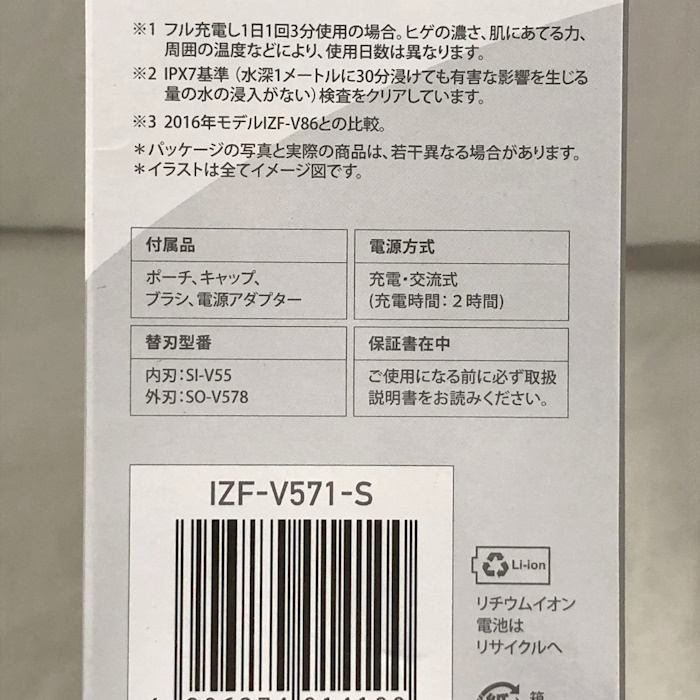 ※1 フル充電し1日1回3分使用の場合。ヒゲの濃さ、肌にあてる力、
周囲の温度などにより、使用日数は異なります。
※2 IPX7基準（水深1メートルに30分浸けても有害な影響を生じる
量の水の浸入がない）検査をクリアしています。
※3 2016年モデルIZF-V86との比較。
＊パッケージの写真と実際の商品は、若干異なる場合があります。
＊イラストは全てイメージ図です。
付属品
ポーチ、キャップ、
ブラシ、電源アダプター
電源方式
充電・交流式
(充電時間：2時間)
替刃型番
内刃：SI-V55
外刃：SO-V578
保証書在中
ご使用になる前に必ず取扱
説明書をお読みください。
IZF-V571-S
Li-ion
リチウムイオン
電池は
リサイクルへ
紙
箱